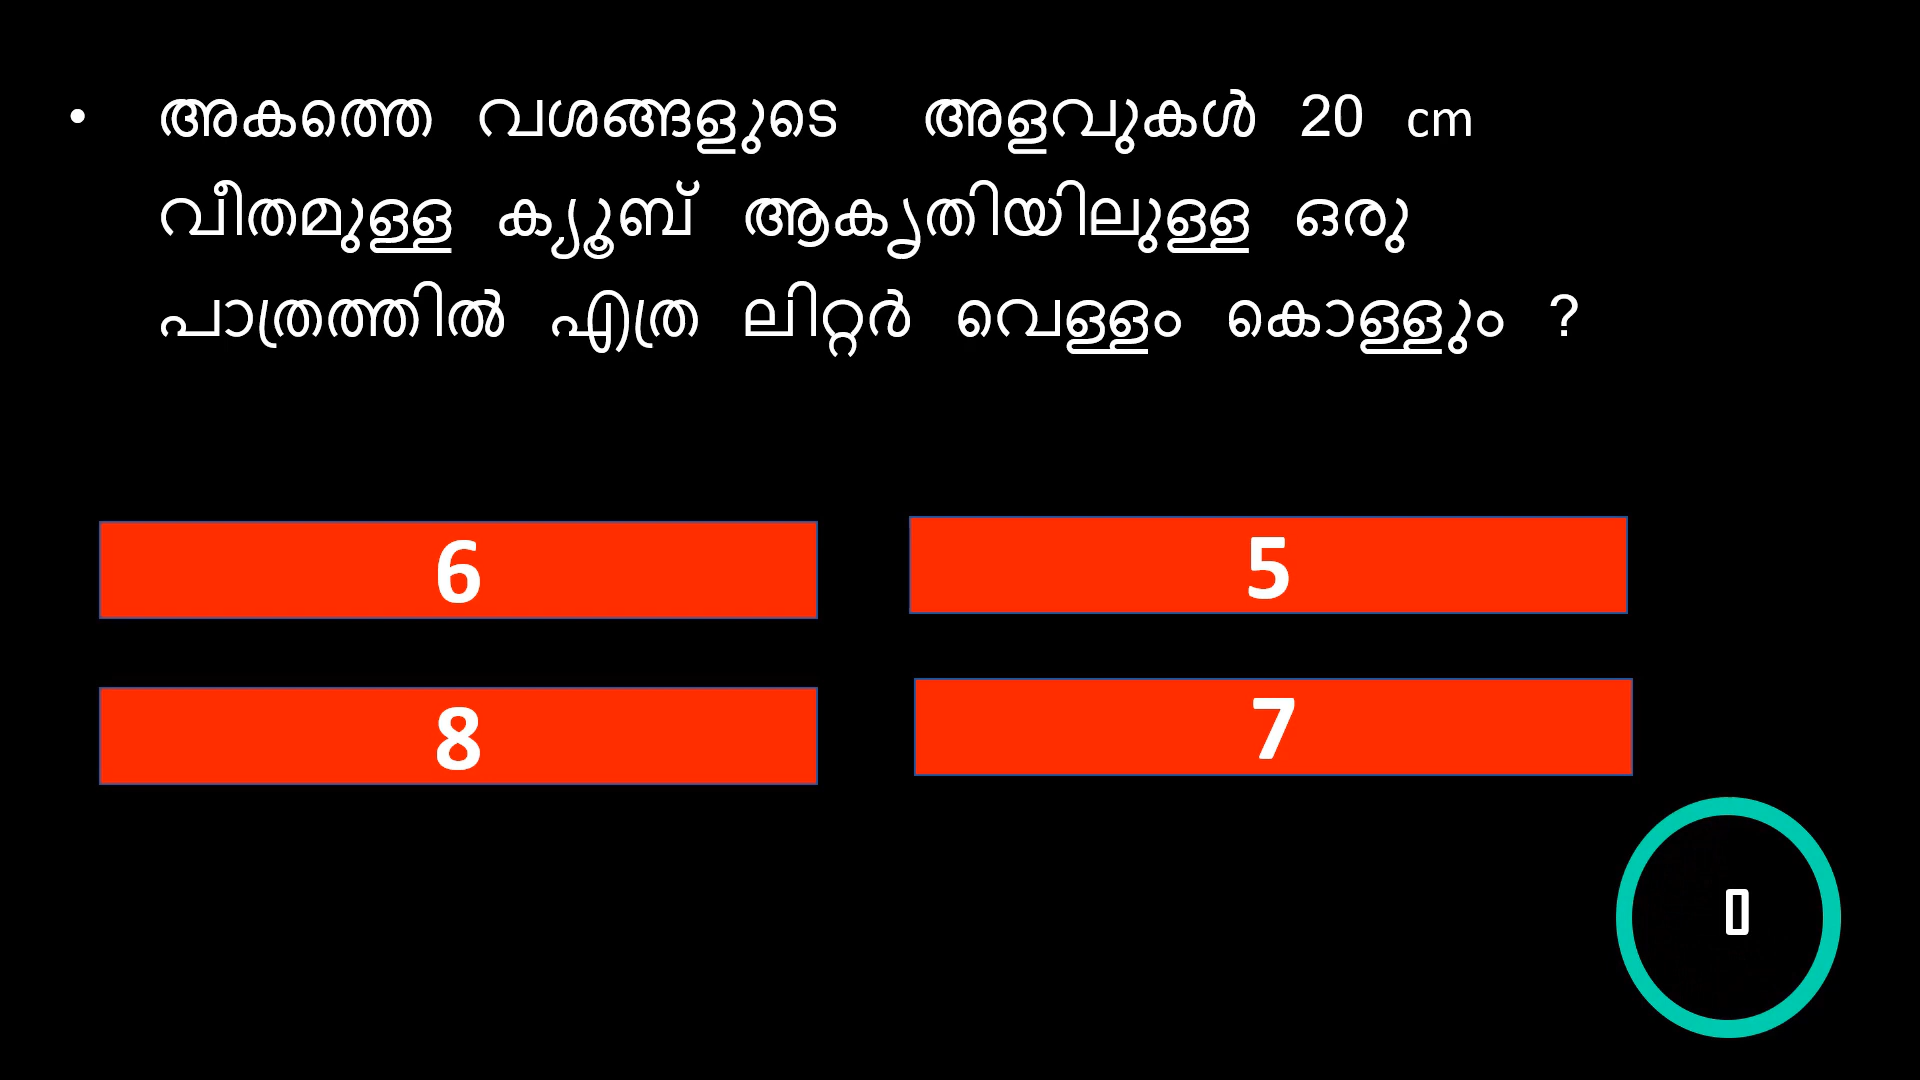 • അകത്തെ വശങ്ങളുടെ അളവുകൾ 20 cm
വീതമുള്ള ക്യൂബ് ആകൃതിയിലുള്ള ഒരു
പാത്രത്തിൽ എത്ര ലിറ്റർ വെള്ളം കൊള്ളും ?
6
5
8
7
0